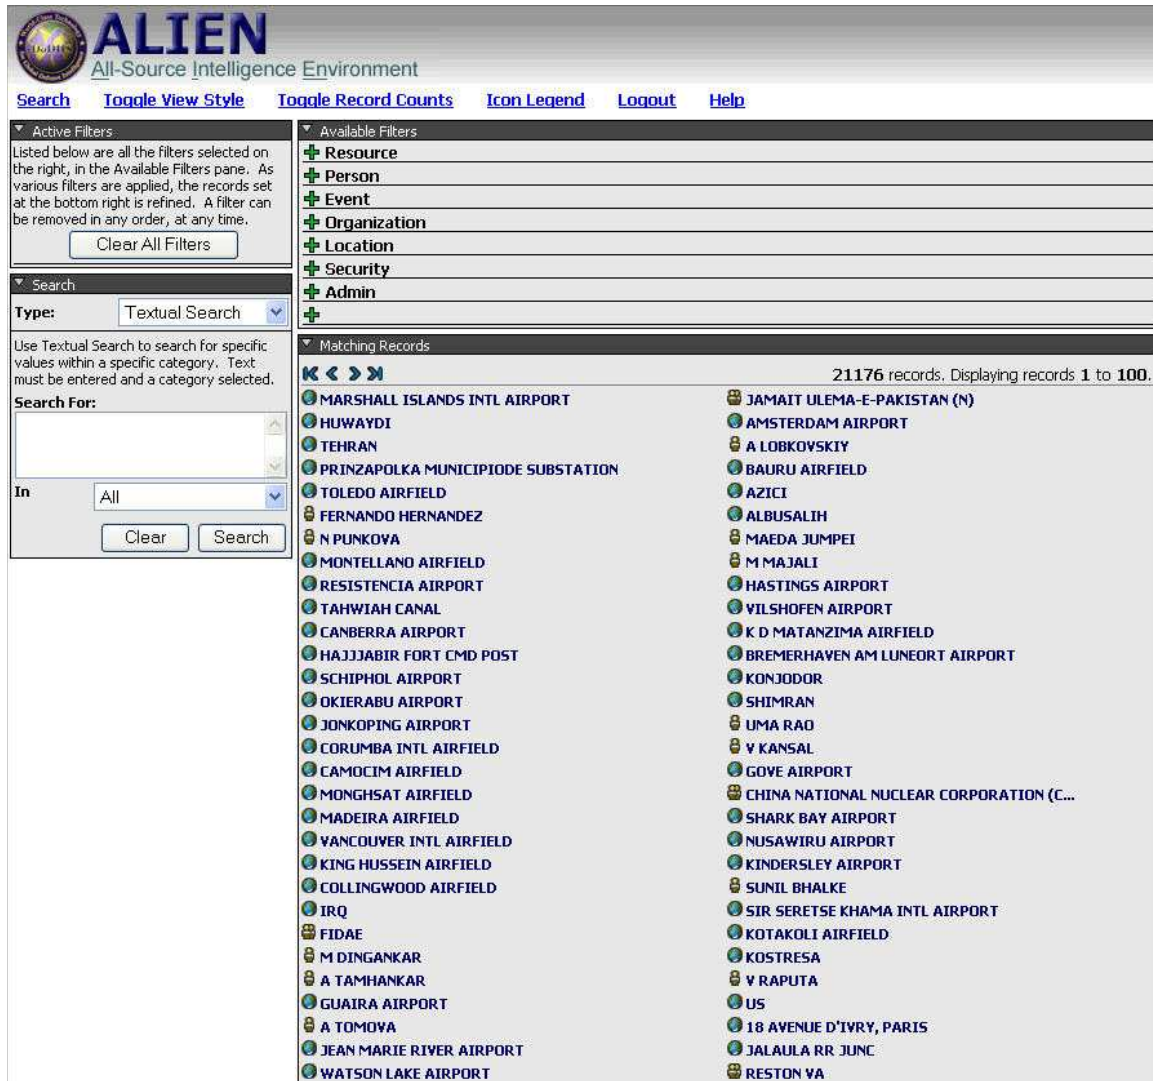 ALIEN
All-Source Intelligence Environment
Search Toggle View Style Toggle Record Counts Icon Legend Logout Help
Active Filters
Listed below are all the filters selected on
the right, in the Available Filters pane. As
various filters are applied, the records set
at the bottom right is refined. A filter can
be removed in any order, at any time.
Clear All Filters
Search
Type: Textual Search
Use Textual Search to search for specific
values within a specific category. Text
must be entered and a category selected.
Search For:
In All
Clear Search
Available Filters
Resource
Person
Event
Organization
Location
Security
Admin
Matching Records
21176 records. Displaying records 1 to 100.
MARSHALL ISLANDS INTL AIRPORT
HUWAYDI
TEHRAN
PRINZAPOLKA MUNICIPIODE SUBSTATION
TOLEDO AIRFIELD
FERNANDO HERNANDEZ
N PUNKOVA
MONTELLANO AIRFIELD
RESISTENCIA AIRPORT
TAHWIAH CANAL
CANBERRA AIRPORT
HAJJJABIR FORT CMD POST
SCHIPHOL AIRPORT
OKIERABU AIRPORT
JONKOPING AIRPORT
CORUMBA INTL AIRFIELD
CAMOCIM AIRFIELD
MONGHSAT AIRFIELD
MADEIRA AIRFIELD
VANCOUVER INTL AIRFIELD
KING HUSSEIN AIRFIELD
COLLINGWOOD AIRFIELD
IRQ
FIDAE
M DINGANKAR
A TAMHANKAR
GUAIRA AIRPORT
A TOMOVA
JEAN MARIE RIVER AIRPORT
WATSON LAKE AIRPORT
JAMAIT ULEMA-E-PAKISTAN (N)
AMSTERDAM AIRPORT
A LOBKOVSKIY
BAURU AIRFIELD
AZICI
ALBUSALIH
MAEDA JUMPEI
M MAJALI
HASTINGS AIRPORT
VILSHOFEN AIRPORT
K D MATANZIMA AIRFIELD
BREMERHAVEN AM LUNEORT AIRPORT
KONJODOR
SHIMRAN
UMA RAO
V KANSAL
GOVE AIRPORT
CHINA NATIONAL NUCLEAR CORPORATION (C...
SHARK BAY AIRPORT
NUSAWIRU AIRPORT
KINDERSLEY AIRPORT
SUNIL BHALKE
SIR SERETSE KHAMA INTL AIRPORT
KOTAKOLI AIRFIELD
KOSTRESA
V RAPUTA
US
18 AVENUE D'IVRY, PARIS
JALAULA RR JUNC
RESTON VA